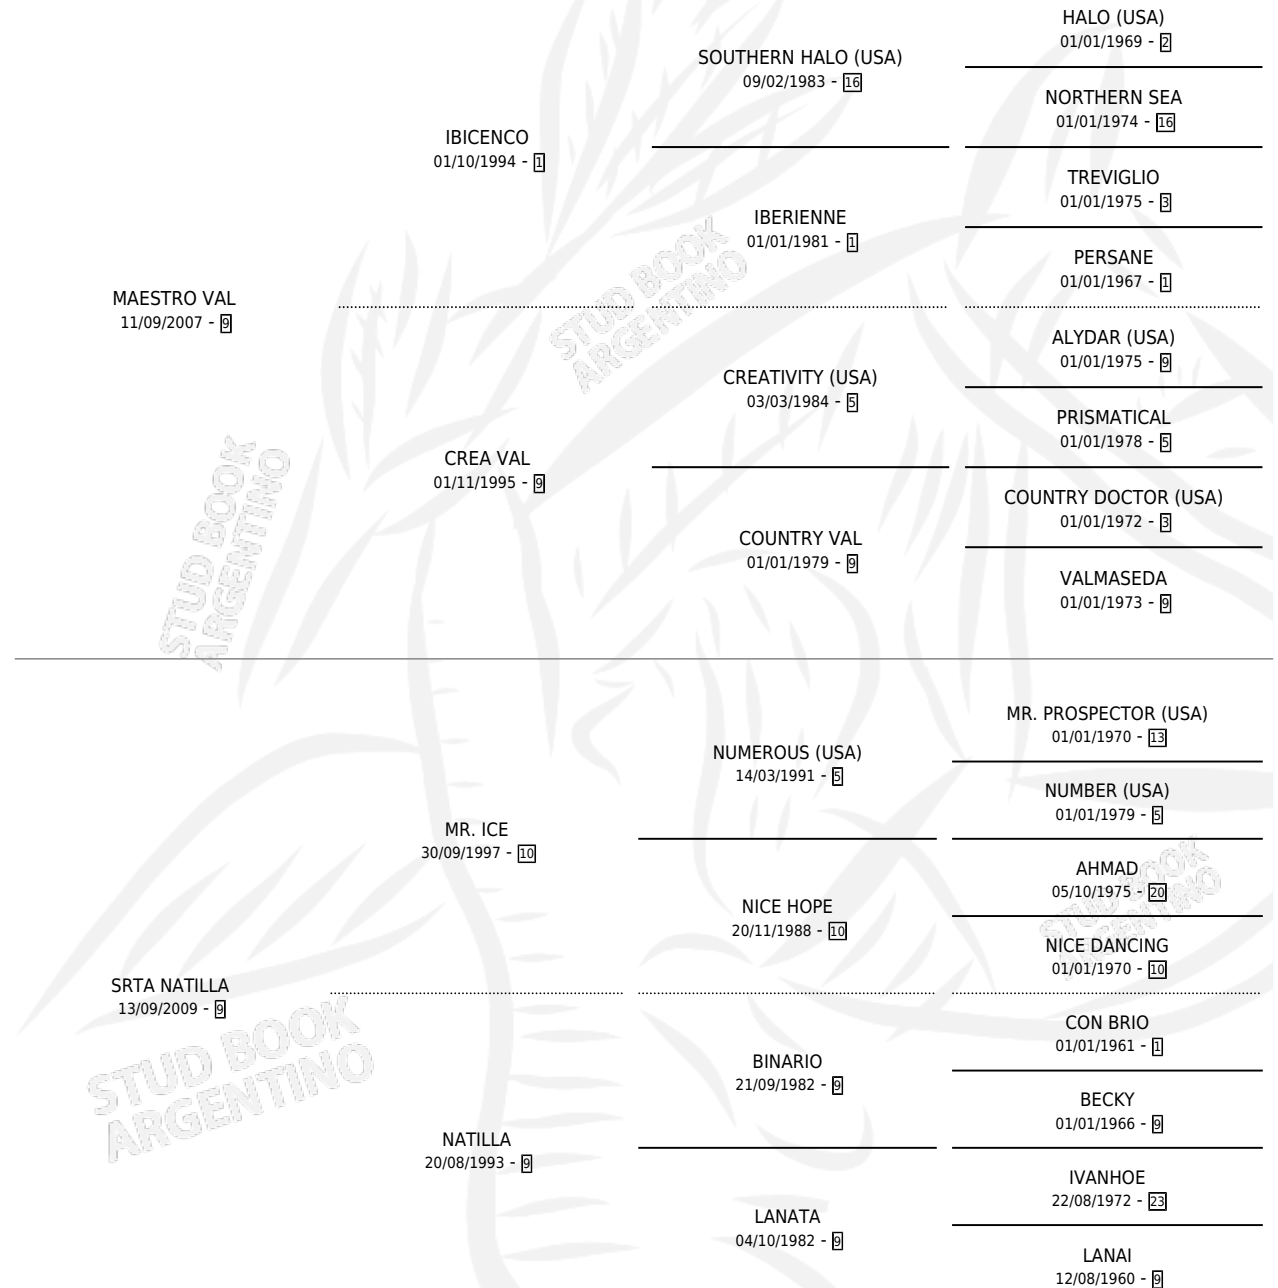 HALO (USA)
01/01/1969 - 2
SOUTHERN HALO (USA)
09/02/1983 - 16
NORTHERN SEA
01/01/1974 - 16
IBICENCO
01/10/1994 - 1
TREVIGLIO
01/01/1975 - 3
IBERIENNE
01/01/1981 - 1
PERSANE
01/01/1967 - 1
MAESTRO VAL
11/09/2007 - 9
STUD BOOK
ARGENTINO
ALYDAR (USA)
01/01/1975 - 9
CREATIVITY (USA)
03/03/1984 - 5
PRISMATICAL
01/01/1978 - 5
CREA VAL
01/11/1995 - 9
COUNTRY DOCTOR (USA)
01/01/1972 - 3
COUNTRY VAL
01/01/1979 - 9
VALMASEDA
01/01/1973 - 9
STUD BOOK
ARGENTINO
MR. PROSPECTOR (USA)
01/01/1970 - 13
NUMEROUS (USA)
14/03/1991 - 5
NUMBER (USA)
01/01/1979 - 5
MR. ICE
30/09/1997 - 10
AHMAD
05/10/1975 - 20
NICE HOPE
20/11/1988 - 10
STUD BOOK
ARGENTINO
NICE DANCING
01/01/1970 - 10
SRTA NATILLA
13/09/2009 - 9
STUD BOOK
ARGENTINO
CON BRIO
01/01/1961 - 1
BINARIO
21/09/1982 - 9
BECKY
01/01/1966 - 9
NATILLA
20/08/1993 - 9
IVANHOE
22/08/1972 - 23
LANATA
04/10/1982 - 9
LANAI
12/08/1960 - 9